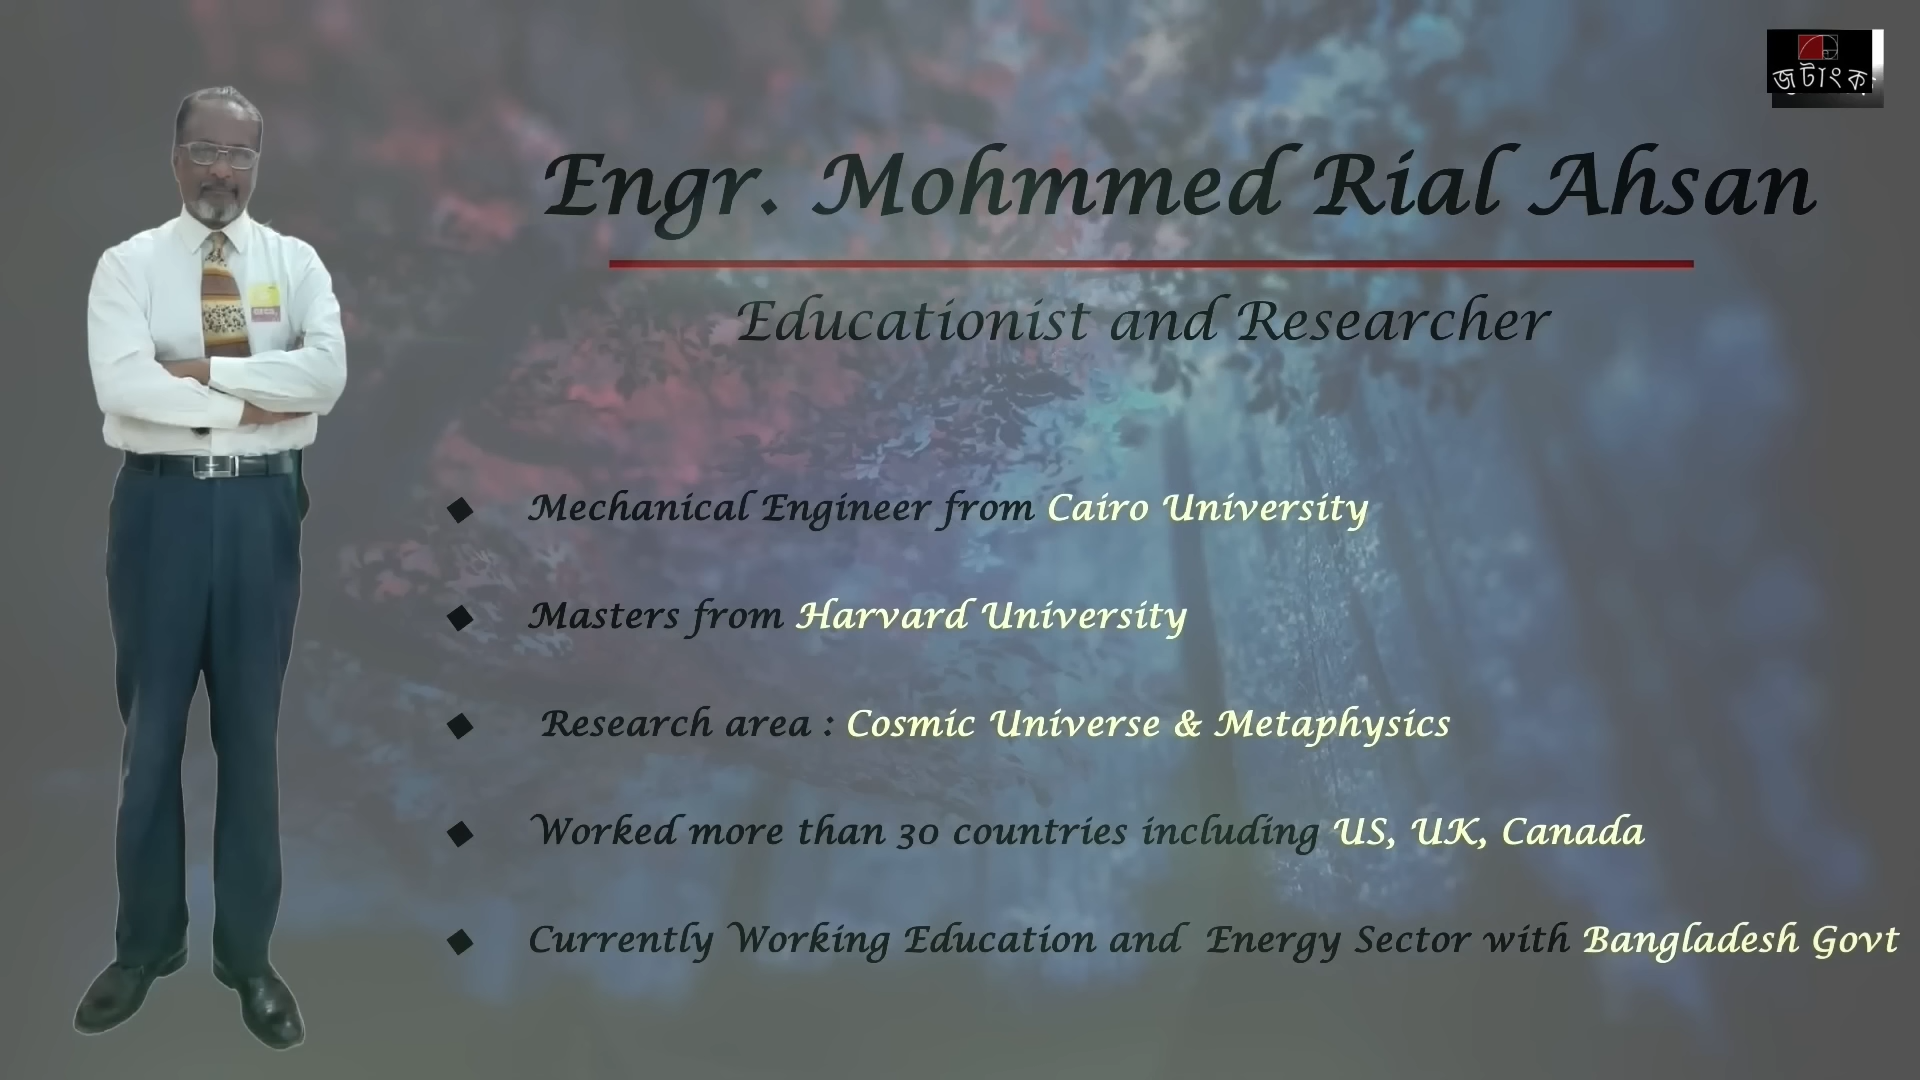 জটাংক
Engr. Mohmmed Rial Ahsan
Educationist and Researcher
◆ Mechanical Engineer from Cairo University
◆ Masters from Harvard University
◆ Research area : Cosmic Universe & Metaphysics
◆ Worked more than 30 countries including US, UK, Canada
◆ Currently Working Education and Energy Sector with Bangladesh Govt